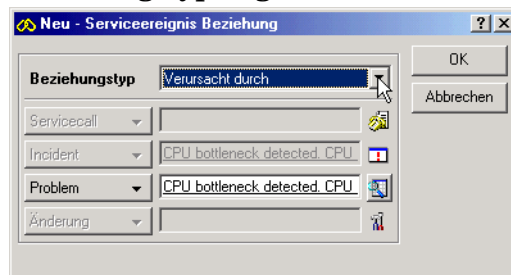 Neu - Serviceereignis Beziehung
OK
Beziehungstyp Verursacht durch
Abbrechen
Servicecall
Incident CPU bottleneck detected. CPU
Problem CPU bottleneck detected. CPU
Änderung